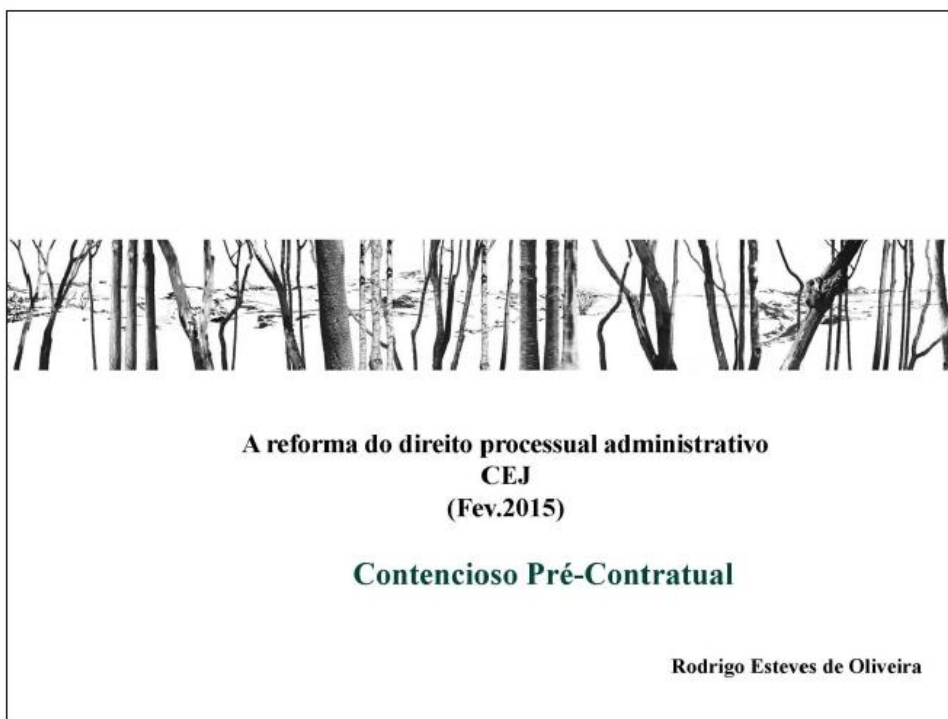 A reforma do direito processual administrativo
CEJ
(Fev.2015)
Contencioso Pré-Contratual
Rodrigo Esteves de Oliveira